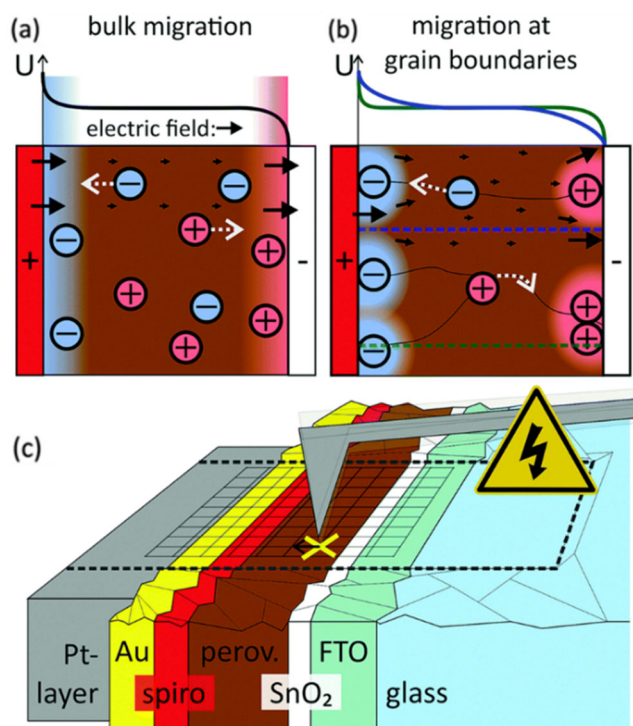 (a) bulk migration
(b) migration at
grain boundaries
U
electric field:
+
-
U
+
-
(c)
Pt-
layer
Au
spiro
perov.
SnO₂
FTO
glass